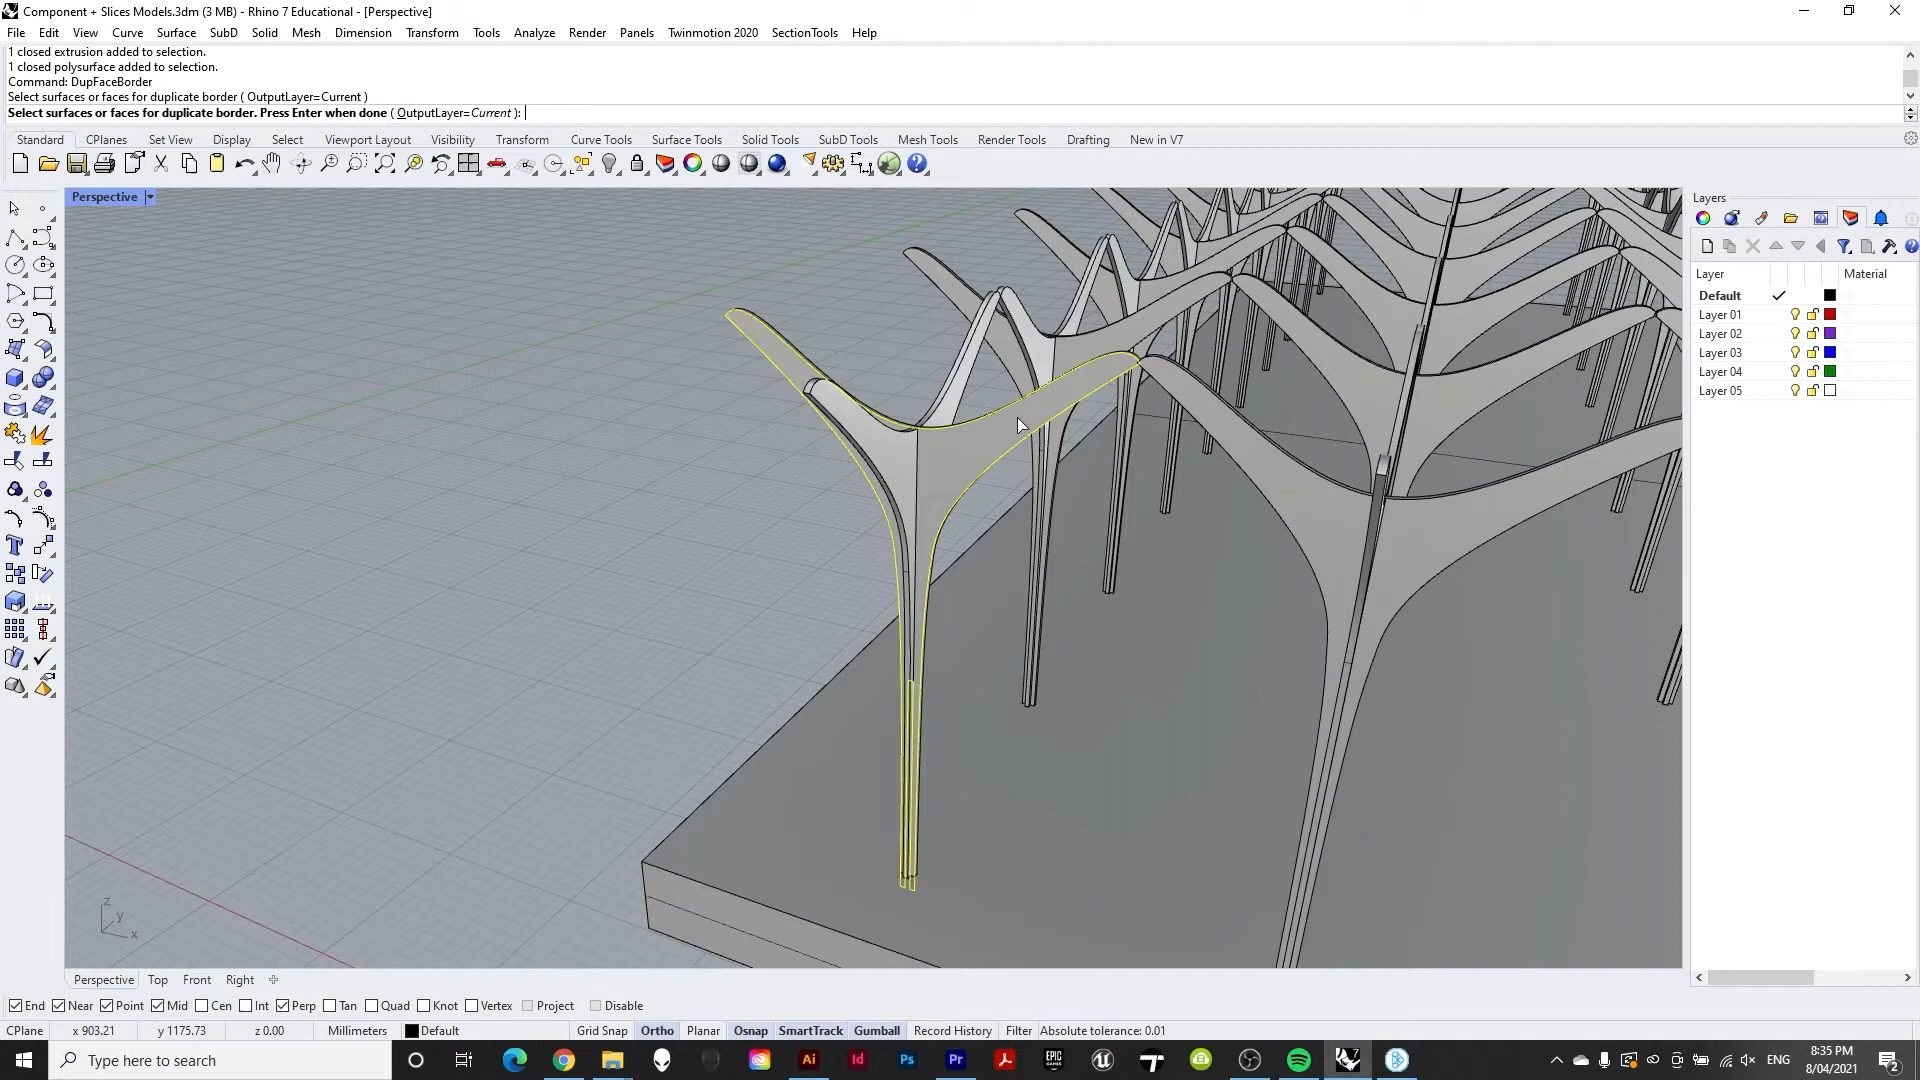 Component + Slices Models.3dm (3 MB) - Rhino 7 Educational - [Perspective]
File Edit View Curve Surface SubD Solid Mesh Dimension Transform Tools Analyze Render Panels Twinmotion 2020 SectionTools Help
1 closed extrusion added to selection.
1 closed polysurface added to selection.
Command: DupFaceBorder
Select surfaces or faces for duplicate border ( OutputLayer=Current )
Select surfaces or faces for duplicate border. Press Enter when done ( OutputLayer=Current ):
Standard CPlanes Set View Display Select Viewport Layout Visibility Transform Curve Tools Surface Tools Solid Tools SubD Tools Mesh Tools Render Tools Drafting New in V7
Perspective
Layers
Layer Material
Default
Layer 01
Layer 02
Layer 03
Layer 04
Layer 05
z
y
x
Perspective Top Front Right
End Near Point Mid Cen Int Perp Tan Quad Knot Vertex Project Disable
CPlane x 903.21 y 1175.73 z 0.00 Millimeters Default Grid Snap Ortho Planar Osnap SmartTrack Gumball Record History Filter Absolute tolerance: 0.01
Type here to search
Ai Id Ps Pr EPIC GAMES
ENG
8:35 PM
8/04/2021
2